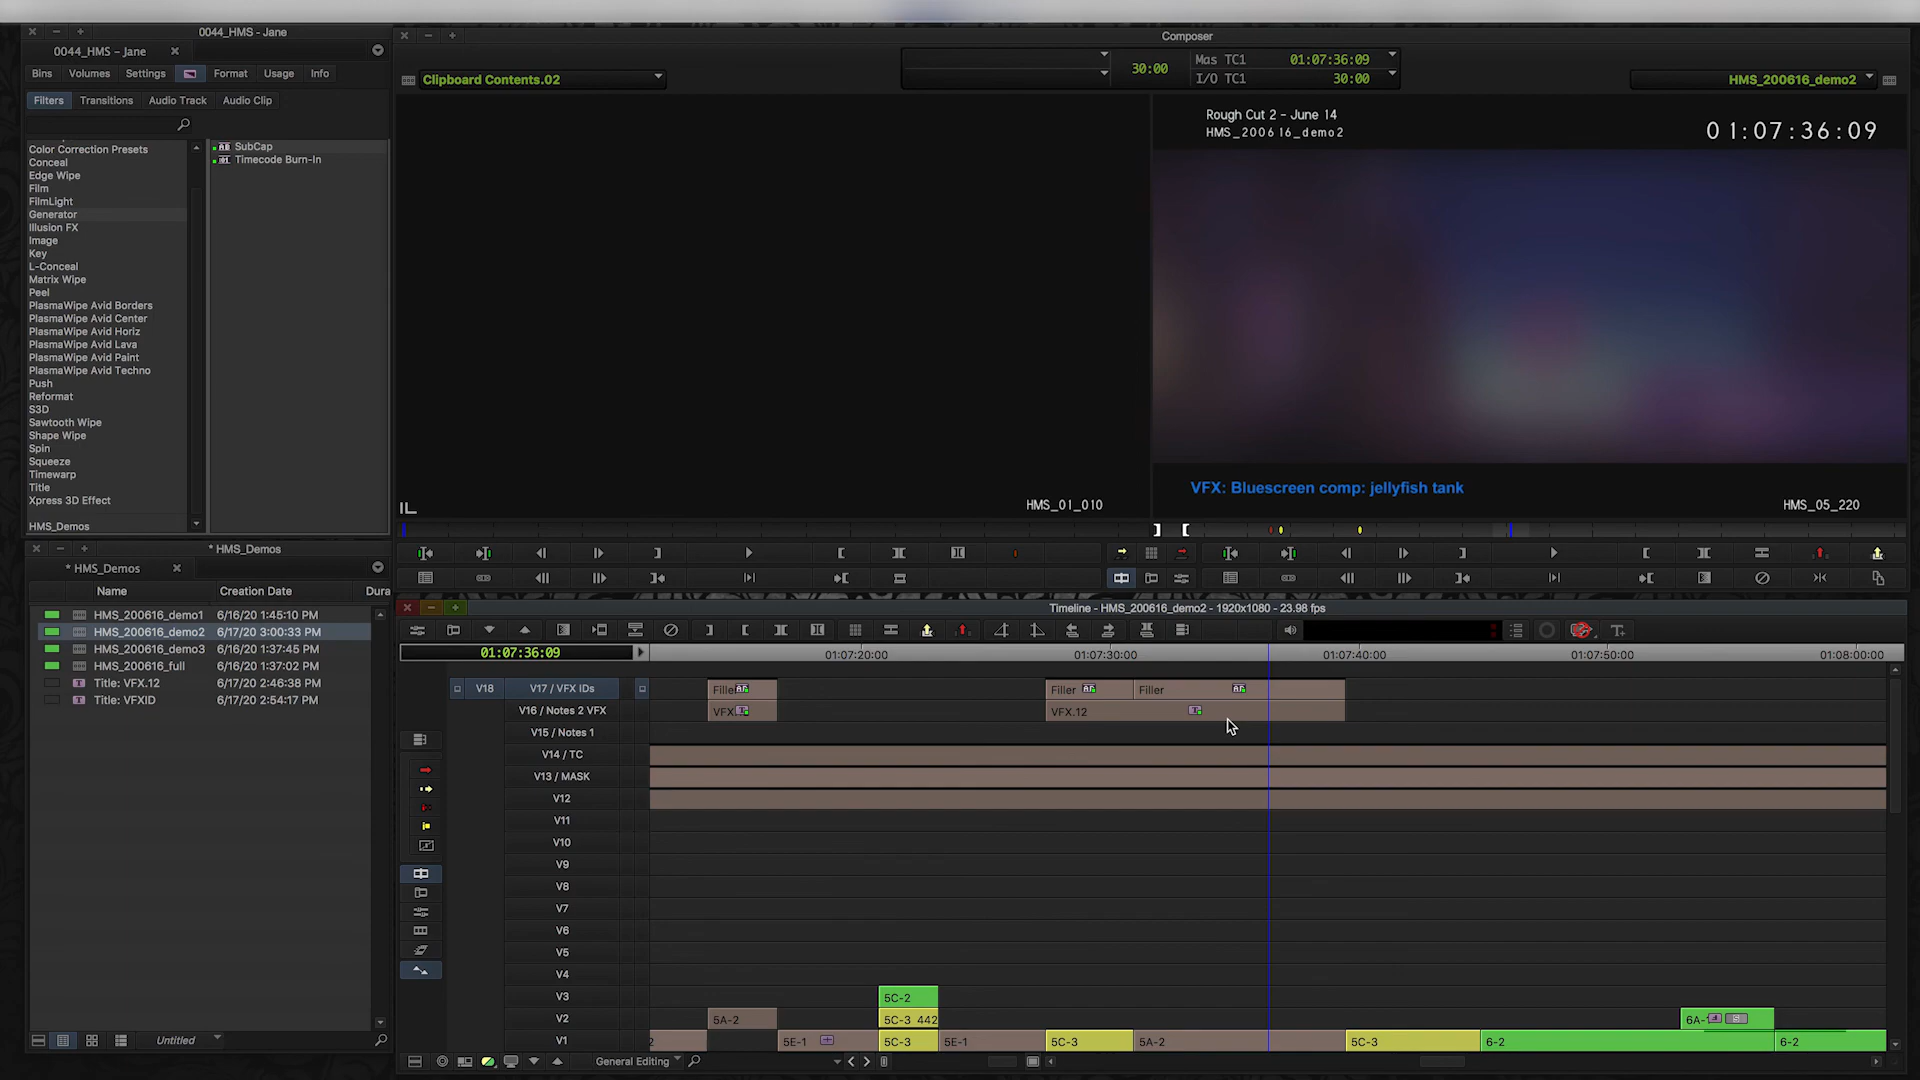 0044_HMS - Jane
0044_HMS – Jane
Bins Volumes Settings Format Usage Info
Filters Transitions Audio Track Audio Clip
Color Correction Presets
Conceal
Edge Wipe
Film
FilmLight
Generator
Illusion FX
Image
Key
L-Conceal
Matrix Wipe
Peel
PlasmaWipe Avid Borders
PlasmaWipe Avid Center
PlasmaWipe Avid Horiz
PlasmaWipe Avid Lava
PlasmaWipe Avid Paint
PlasmaWipe Avid Techno
Push
Reformat
S3D
Sawtooth Wipe
Shape Wipe
Spin
Squeeze
Timewarp
Title
Xpress 3D Effect
HMS_Demos
SubCap
Timecode Burn-In
* HMS_Demos
* HMS_Demos
Name Creation Date Dura
HMS_200616_demo1 6/16/20 1:45:10 PM
HMS_200616_demo2 6/17/20 3:00:33 PM
HMS_200616_demo3 6/16/20 1:37:45 PM
HMS_200616_full 6/16/20 1:37:02 PM
Title: VFX.12 6/17/20 2:46:38 PM
Title: VFXID 6/17/20 2:54:17 PM
Untitled
Composer
Clipboard Contents.02
30:00
Mas TC1 01:07:36:09
I/O TC1 30:00
HMS_200616_demo2
Rough Cut 2 - June 14
HMS_200616_demo2
01:07:36:09
VFX: Bluescreen comp: jellyfish tank
HMS_05_220
HMS_01_010
Timeline - HMS_200616_demo2 - 1920x1080 - 23.98 fps
01:07:36:09
01:07:20:00 01:07:30:00 01:07:40:00 01:07:50:00 01:08:00:00
V18 V17 / VFX IDs Fille Filler Filler
V16 / Notes 2 VFX VFX VFX.12
V15 / Notes 1
V14 / TC
V13 / MASK
V12
V11
V10
V9
V8
V7
V6
V5
V4
V3 5C-2
V2 5A-2 5C-3 442 6A-
V1 2 5E-1 5C-3 5E-1 5C-3 5A-2 5C-3 6-2 6-2
General Editing